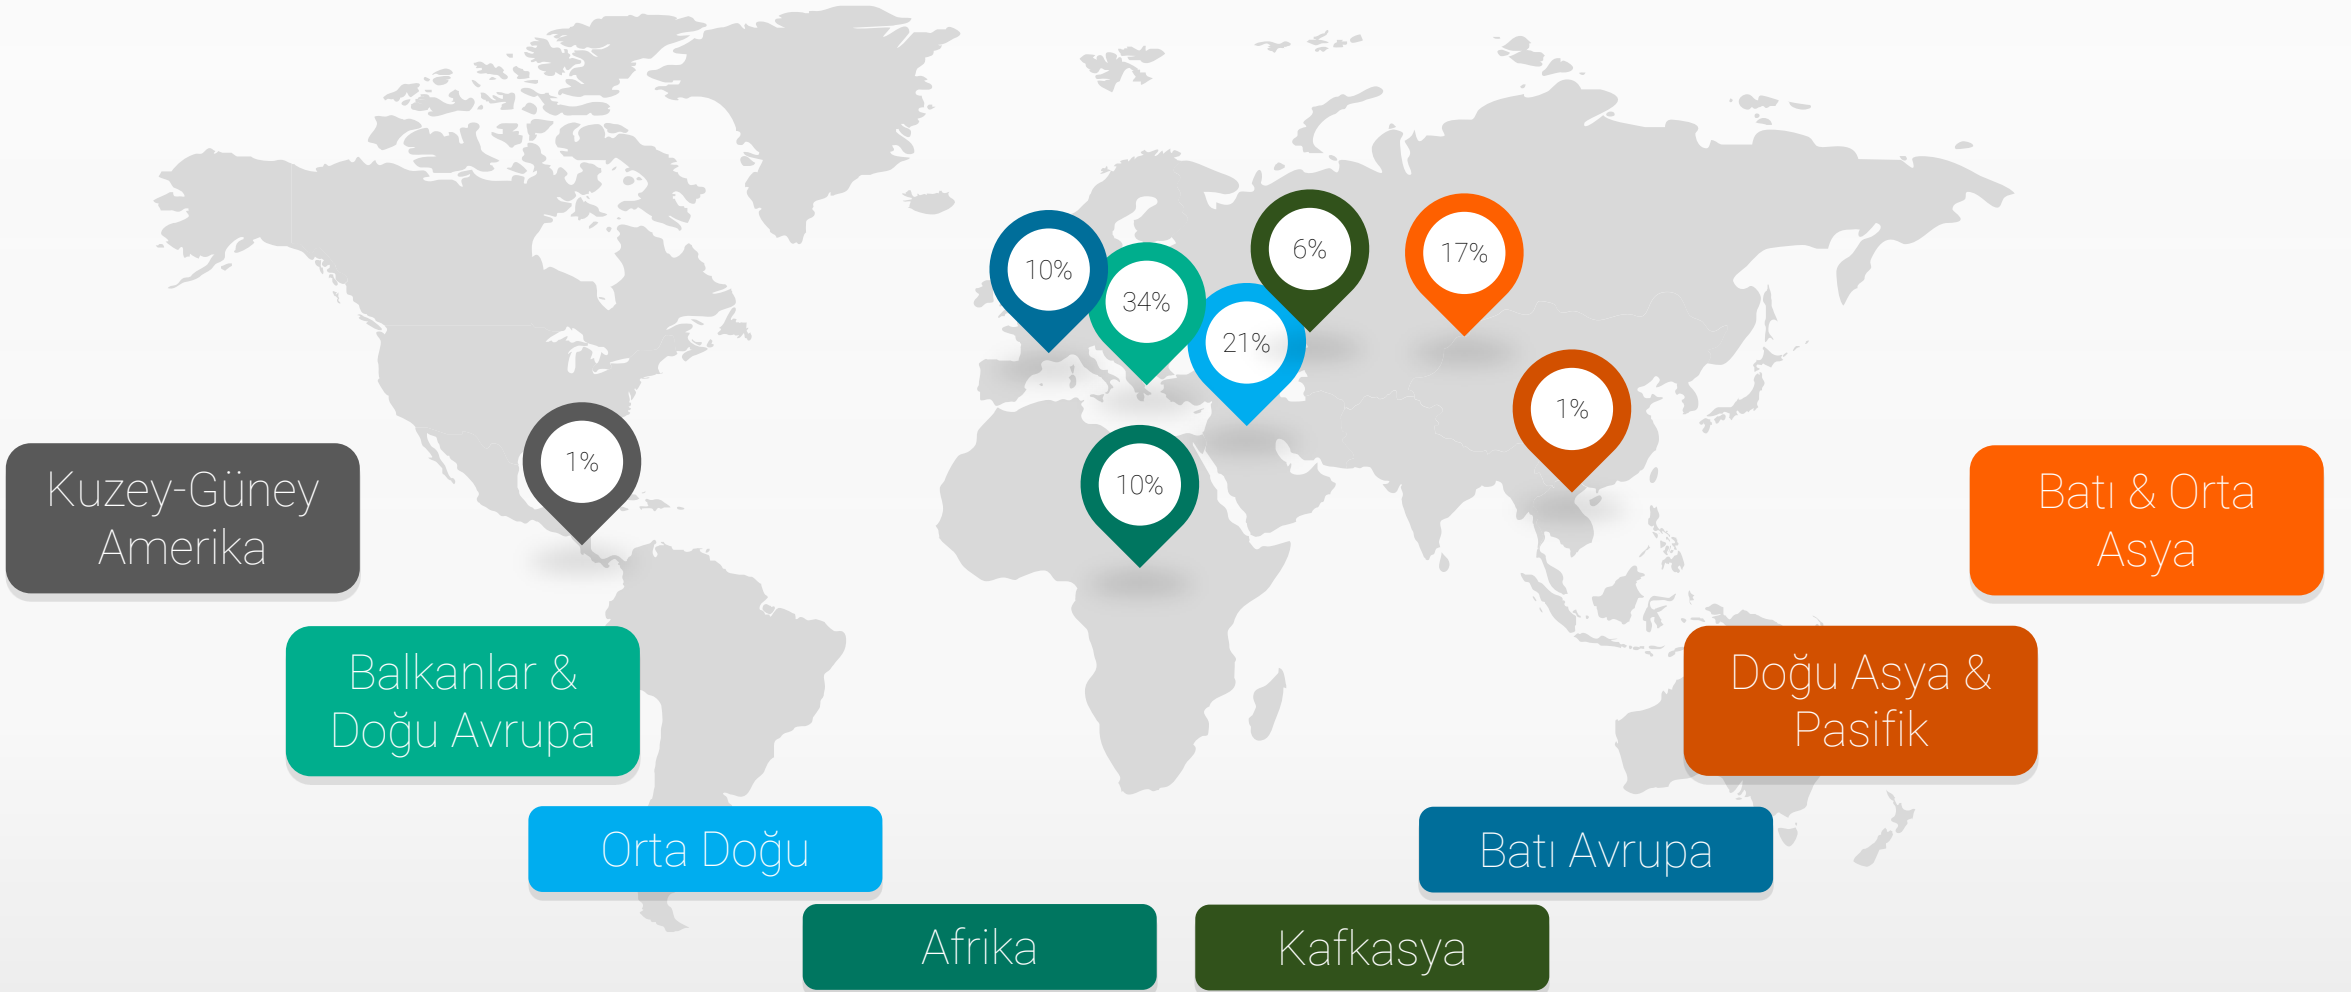 6%
17%
10%
34%
21%
1%
1%
10%
Kuzey-Güney
Amerika
Batı & Orta
Asya
Balkanlar &
Doğu Avrupa
Doğu Asya &
Pasifik
Orta Doğu
Batı Avrupa
Afrika
Kafkasya